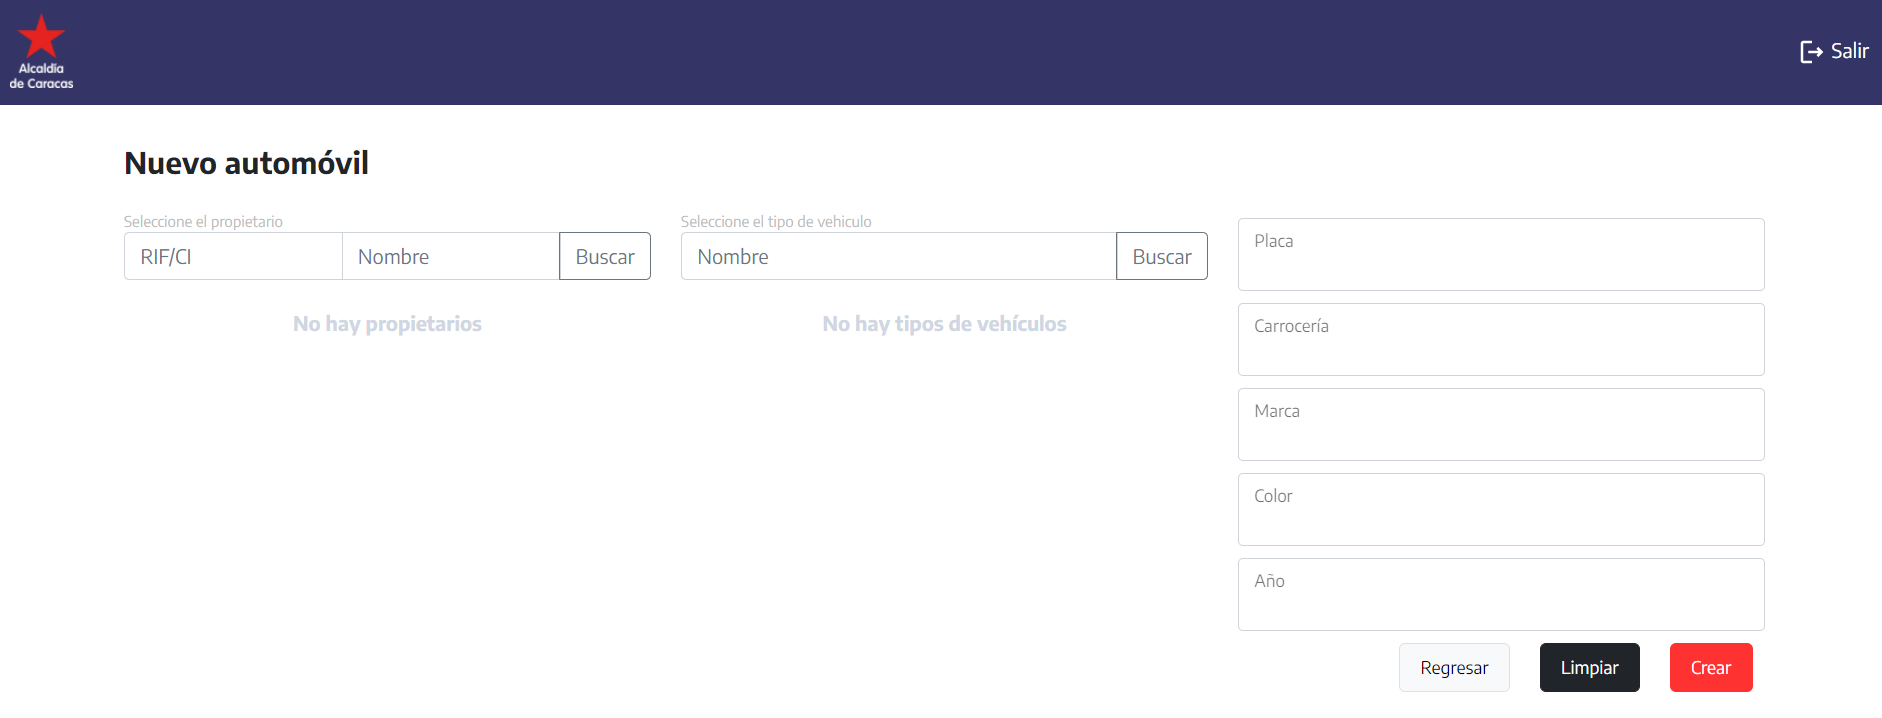 Alcaldía
de Caracas
Salir
Nuevo automóvil
Seleccione el propietario
RIF/CI Nombre Buscar
No hay propietarios
Seleccione el tipo de vehiculo
Nombre Buscar
No hay tipos de vehículos
Placa
Carrocería
Marca
Color
Año
Regresar Limpiar Crear